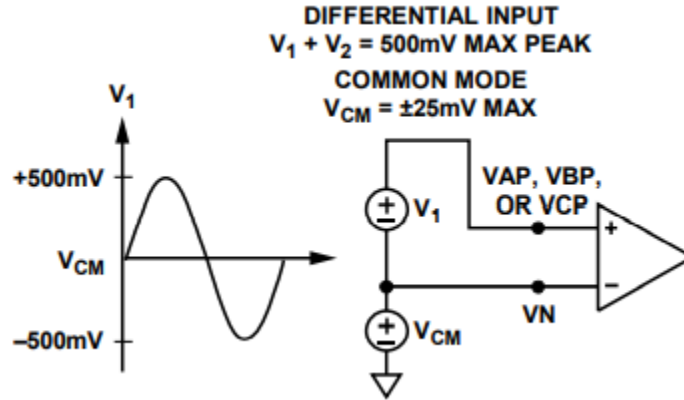 DIFFERENTIAL INPUT
V1 + V2 = 500mV MAX PEAK
COMMON MODE
VCM = ±25mV MAX
V1
+500mV
VCM
–500mV
VAP, VBP,
OR VCP
V1
+
–
VN
VCM